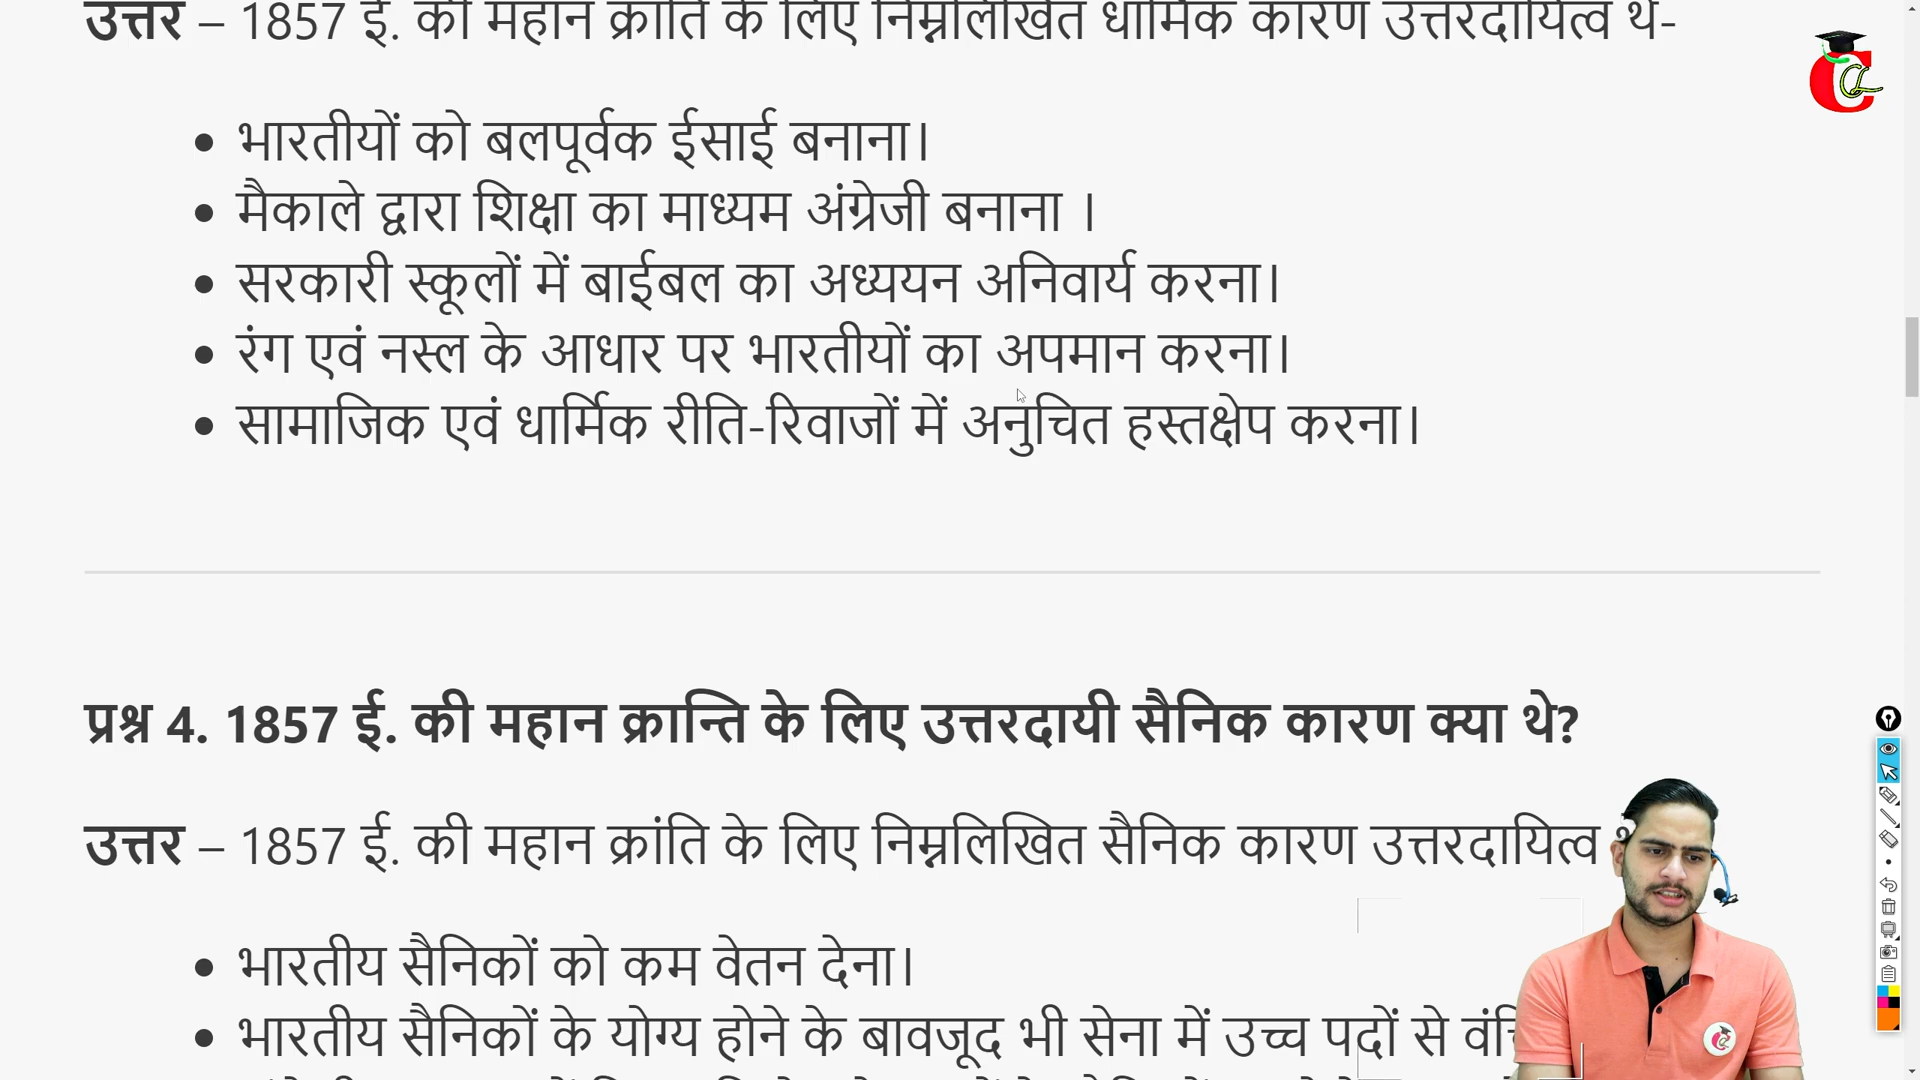 उत्तर – 1857 ई. की महान क्रांति के लिए निम्नलिखित धार्मिक कारण उत्तरदायित्व थे-
• भारतीयों को बलपूर्वक ईसाई बनाना।
• मैकाले द्वारा शिक्षा का माध्यम अंग्रेजी बनाना ।
• सरकारी स्कूलों में बाईबल का अध्ययन अनिवार्य करना।
• रंग एवं नस्ल के आधार पर भारतीयों का अपमान करना।
• सामाजिक एवं धार्मिक रीति-रिवाजों में अनुचित हस्तक्षेप करना।
प्रश्न 4. 1857 ई. की महान क्रान्ति के लिए उत्तरदायी सैनिक कारण क्या थे?
उत्तर – 1857 ई. की महान क्रांति के लिए निम्नलिखित सैनिक कारण उत्तरदायित्व
• भारतीय सैनिकों को कम वेतन देना।
• भारतीय सैनिकों के योग्य होने के बावजूद भी सेना में उच्च पदों से